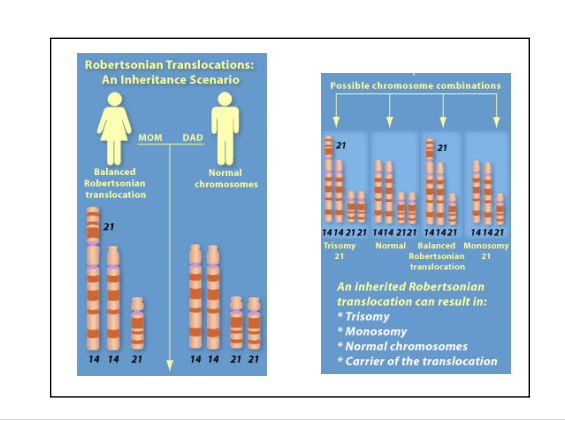 Robertsonian Translocations:
An Inheritance Scenario
MOM DAD
Balanced
Robertsonian
translocation
Normal
chromosomes
21
14 14 21
14 14 21 21
Possible chromosome combinations
21
21
14 14 21 21
14 14 21 21
14 14 21
14 14 21
Trisomy
21
Normal
Balanced
Robertsonian
translocation
Monosomy
21
An inherited Robertsonian
translocation can result in:
* Trisomy
* Monosomy
* Normal chromosomes
* Carrier of the translocation